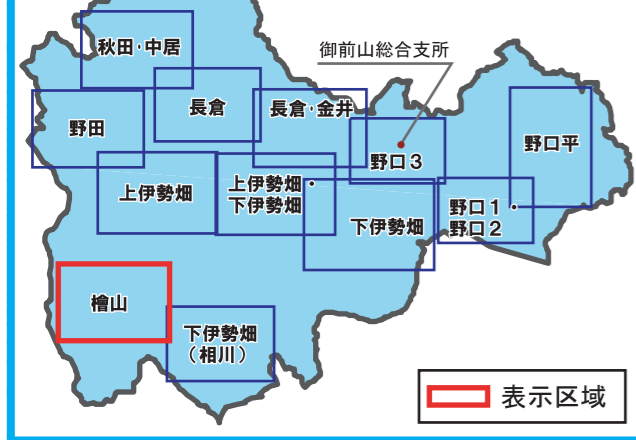 秋田・中居
御前山総合支所
長倉
長倉・金井
野田
野口３
野口平
上伊勢畑
上伊勢畑・
下伊勢畑
下伊勢畑
野口１・
野口２
檜山
下伊勢畑
（相川）
表示区域